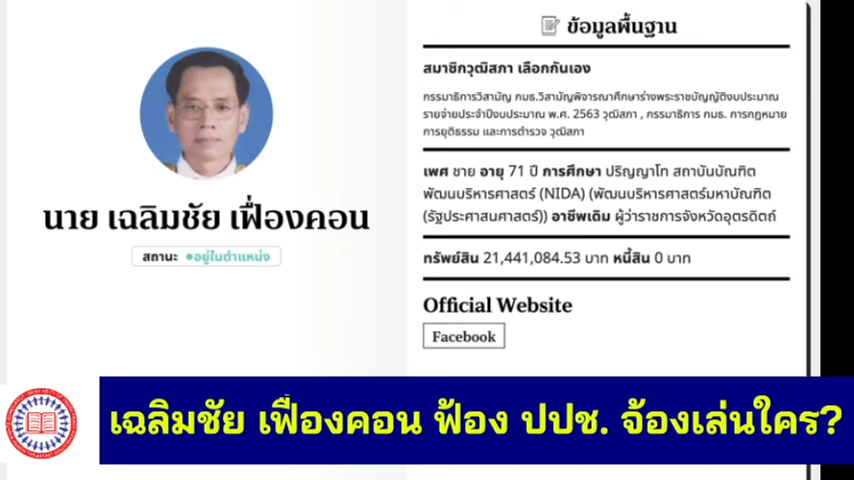 ข้อมูลพื้นฐาน
สมาชิกวุฒิสภา เลือกกันเอง
กรรมาธิการวิสามัญ กมธ.วิสามัญพิจารณาศึกษาร่างพระราชบัญญัติงบประมาณ
รายจ่ายประจำปีงบประมาณ พ.ศ. 2563 วุฒิสภา , กรรมาธิการ กมธ. การกฎหมาย
การยุติธรรม และการตำรวจ วุฒิสภา
เพศ ชาย อายุ 71 ปี การศึกษา ปริญญาโท สถาบันบัณฑิต
พัฒนบริหารศาสตร์ (NIDA) (พัฒนบริหารศาสตร์มหาบัณฑิต
(รัฐประศาสนศาสตร์)) อาชีพเดิม ผู้ว่าราชการจังหวัดอุตรดิตถ์
ทรัพย์สิน 21,441,084.53 บาท หนี้สิน 0 บาท
Official Website
Facebook
นาย เฉลิมชัย เฟื่องคอน
สถานะ อยู่ในตำแหน่ง
เฉลิมชัย เฟื่องคอน ฟ้อง ปปช. จ้องเล่นใคร?